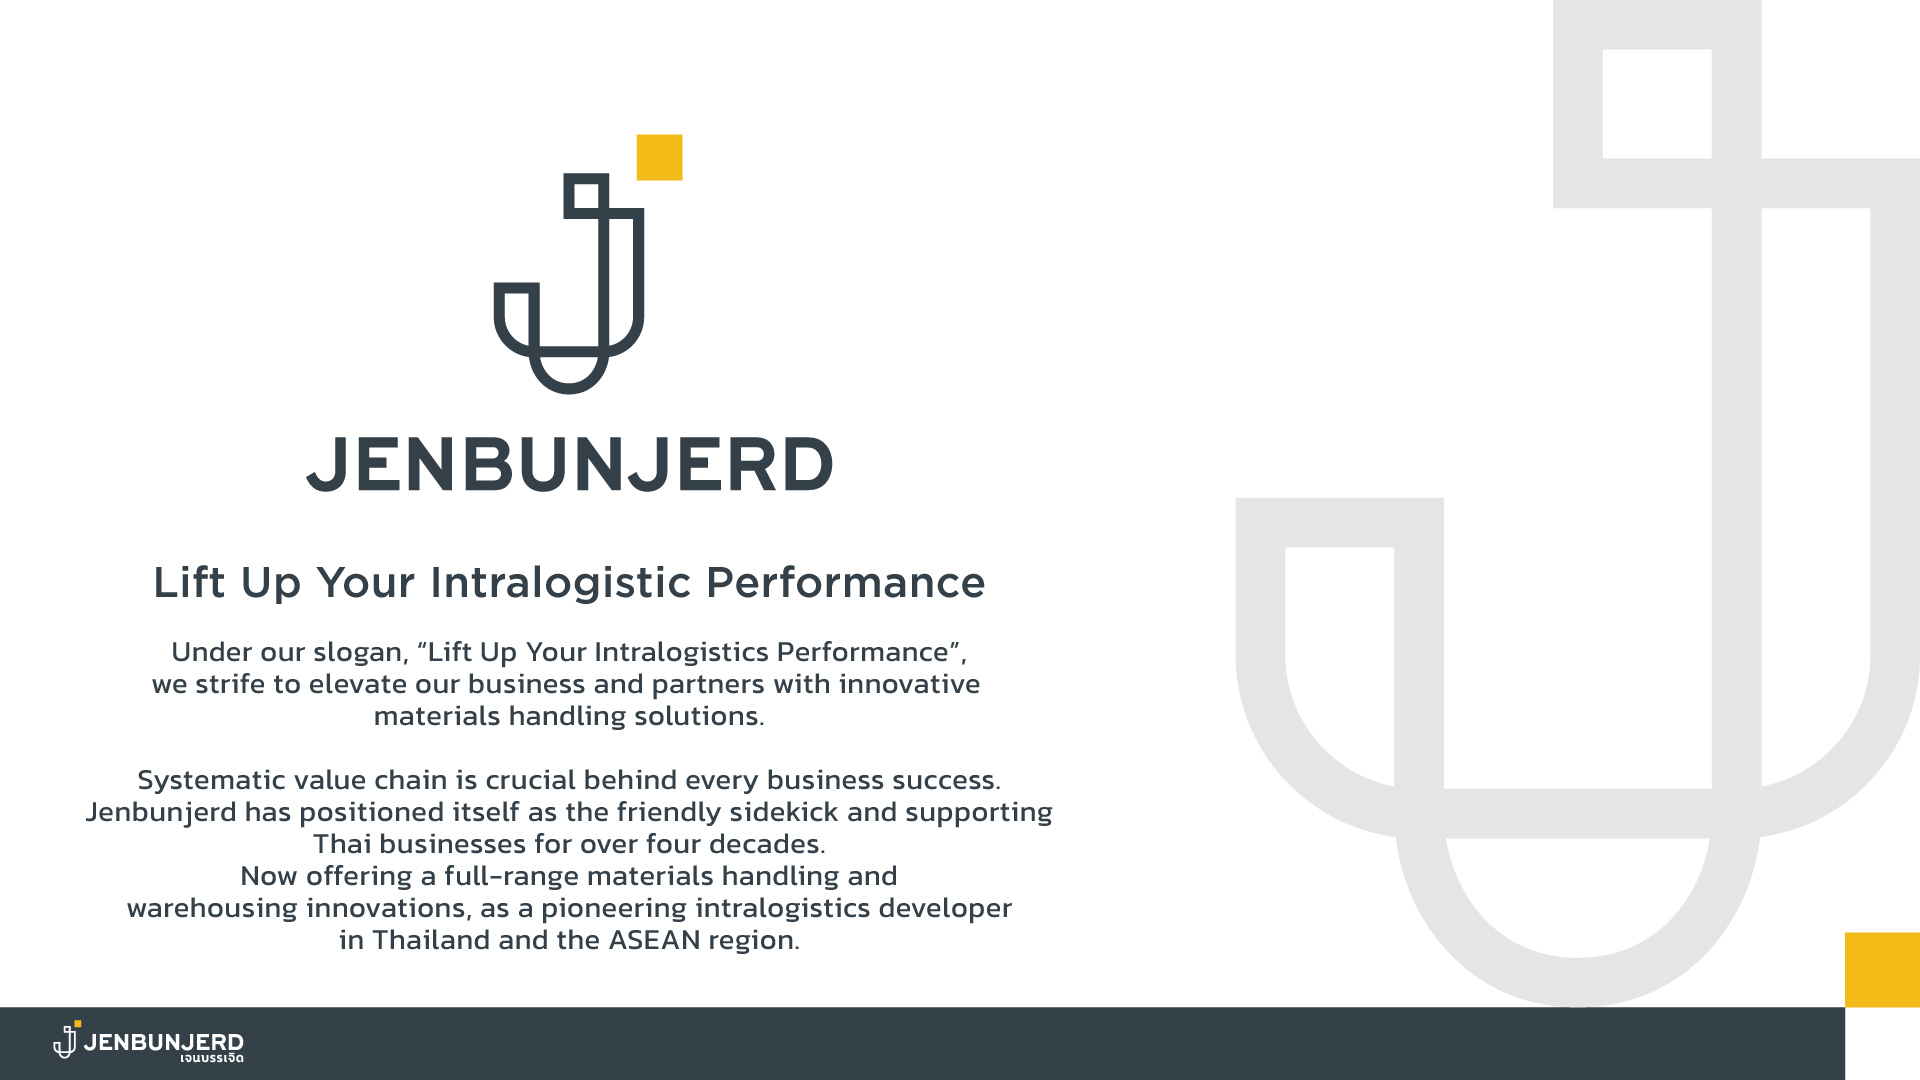 JENBUNJERD
Lift Up Your Intralogistic Performance
Under our slogan, “Lift Up Your Intralogistics Performance”,
we strife to elevate our business and partners with innovative
materials handling solutions.
Systematic value chain is crucial behind every business success.
Jenbunjerd has positioned itself as the friendly sidekick and supporting
Thai businesses for over four decades.
Now offering a full-range materials handling and
warehousing innovations, as a pioneering intralogistics developer
in Thailand and the ASEAN region.
JENBUNJERD
เจนบรรเจิด